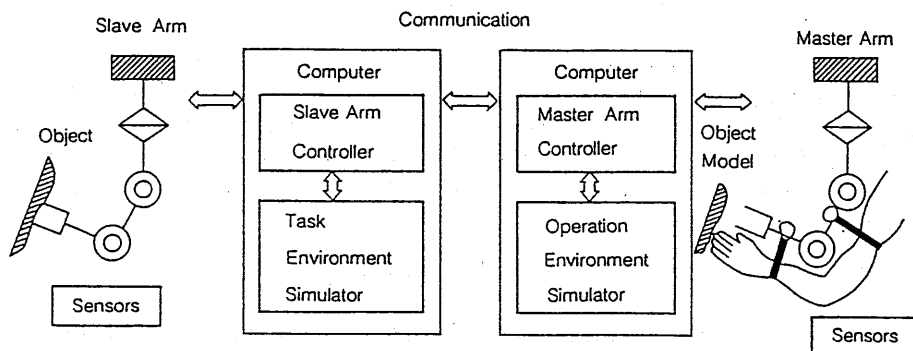 Communication
Slave Arm
Master Arm
Computer
Computer
Slave Arm
Controller
Master Arm
Controller
Object
Object
Model
Task
Environment
Simulator
Operation
Environment
Simulator
Sensors
Sensors